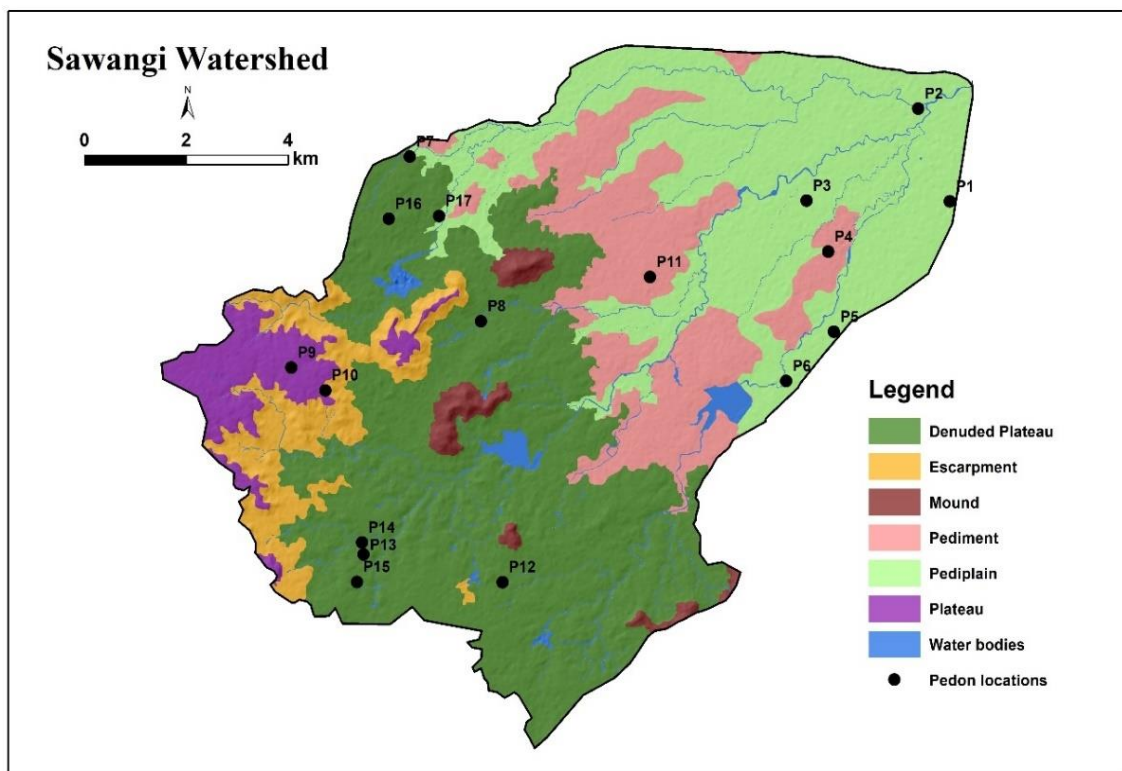 Sawangi Watershed
N
0 2 4
km
P2
P7
P1
P3
P16
P17
P4
P11
P8
P5
P9
P6
P10
P14
P13
P15
P12
Legend
Denuded Plateau
Escarpment
Mound
Pediment
Pediplain
Plateau
Water bodies
Pedon locations